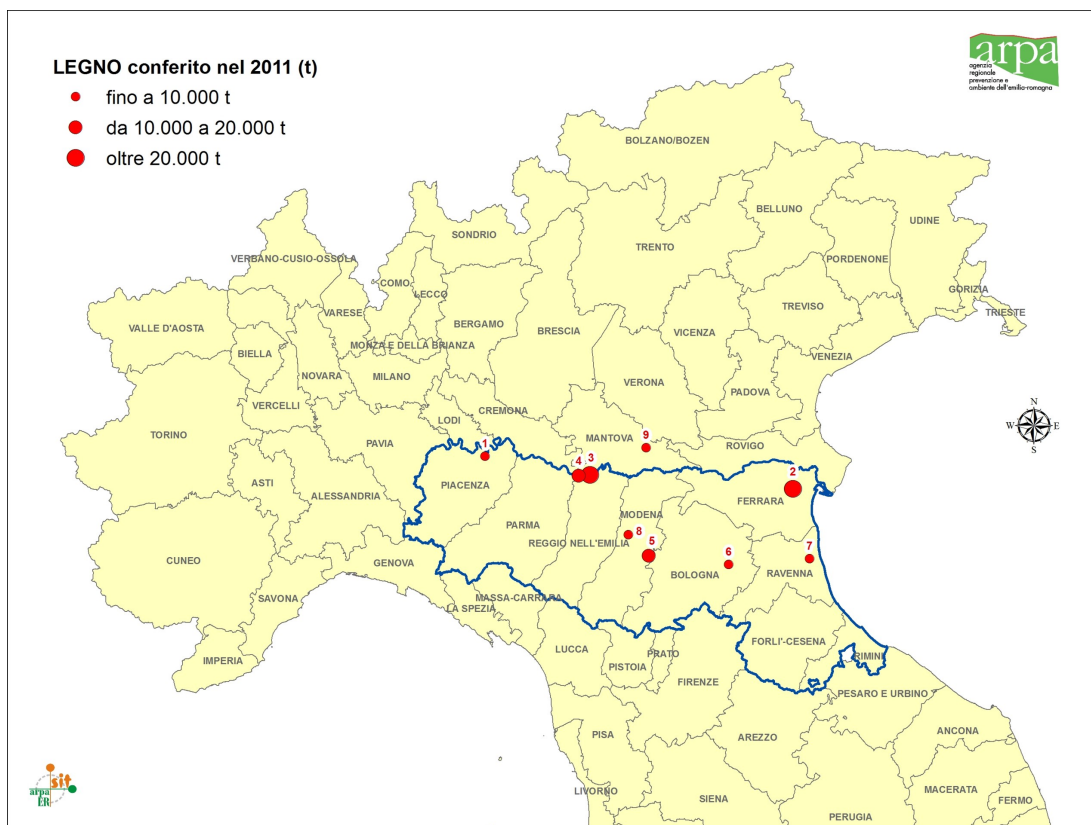 LEGNO conferito nel 2011 (t)
fino a 10.000 t
da 10.000 a 20.000 t
oltre 20.000 t
arpa
agenzia
regionale
prevenzione e
ambiente dell'emilia-romagna
BOLZANO/BOZEN
BELLUNO
UDINE
SONDRIO
TRENTO
VERBANO-CUSIO-OSSOLA
PORDENONE
COMO
LECCO
GORIZIA
VARESE
TREVISO
TRIESTE
VALLE D'AOSTA
BERGAMO
BRESCIA
VICENZA
MONZA E DELLA BRIANZA
BIELLA
VENEZIA
NOVARA
MILANO
VERONA
PADOVA
VERCELLI
CREMONA
LODI
TORINO
PAVIA
MANTOVA
9
ROVIGO
N
W E
S
1
4 3
2
ASTI
PIACENZA
ALESSANDRIA
FERRARA
PARMA
MODENA
8
REGGIO NELL'EMILIA
5
6
7
CUNEO
GENOVA
BOLOGNA
RAVENNA
SAVONA
MASSA-CARRARA
LA SPEZIA
FORLI'-CESENA
LUCCA
PRATO
RIMINI
IMPERIA
PISTOIA
FIRENZE
PESARO E URBINO
PISA
AREZZO
ANCONA
sit
arpa
ER
LIVORNO
SIENA
MACERATA
FERMO
PERUGIA